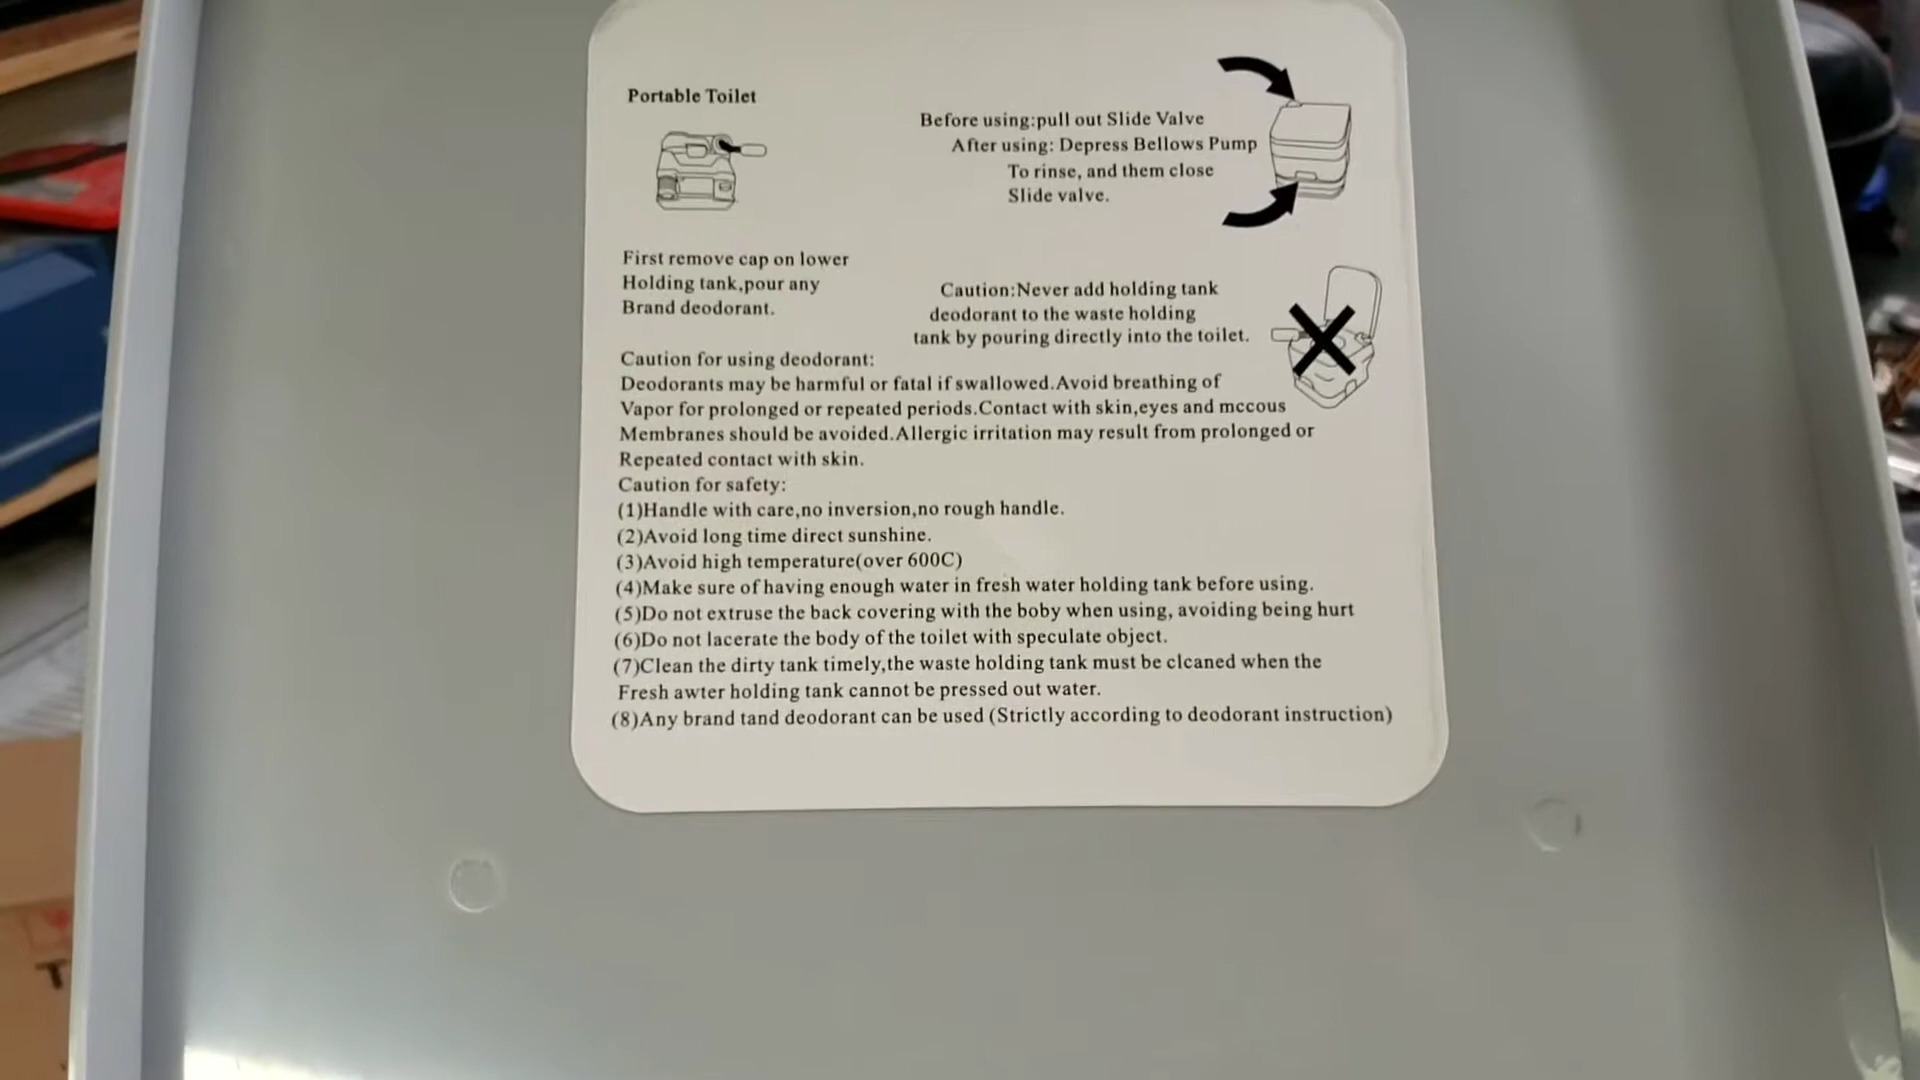 Portable Toilet
Before using:pull out Slide Valve
After using: Depress Bellows Pump
To rinse, and them close
Slide valve.
First remove cap on lower
Holding tank,pour any
Brand deodorant.
Caution:Never add holding tank
deodorant to the waste holding
tank by pouring directly into the toilet.
Caution for using deodorant:
Deodorants may be harmful or fatal if swallowed.Avoid breathing of
Vapor for prolonged or repeated periods.Contact with skin,eyes and mccous
Membranes should be avoided.Allergic irritation may result from prolonged or
Repeated contact with skin.
Caution for safety:
(1)Handle with care,no inversion,no rough handle.
(2)Avoid long time direct sunshine.
(3)Avoid high temperature(over 600C)
(4)Make sure of having enough water in fresh water holding tank before using.
(5)Do not extruse the back covering with the boby when using, avoiding being hurt
(6)Do not lacerate the body of the toilet with speculate object.
(7)Clean the dirty tank timely,the waste holding tank must be clcaned when the
Fresh awter holding tank cannot be pressed out water.
(8)Any brand tand deodorant can be used (Strictly according to deodorant instruction)